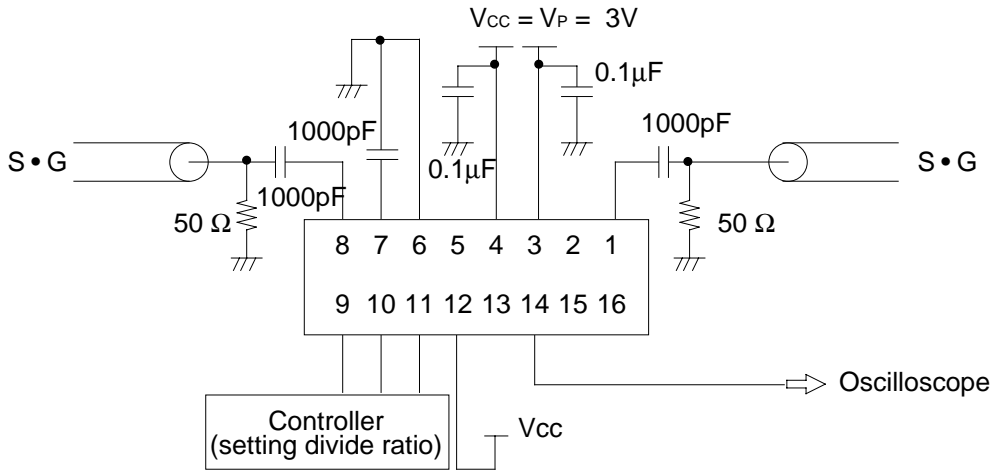 VCC = VP = 3V
0.1µF
1000pF
1000pF
S • G
0.1µF
S • G
1000pF
50 Ω
50 Ω
8 7 6 5 4 3 2 1
9 10 11 12 13 14 15 16
Oscilloscope
Controller
(setting divide ratio)
Vcc